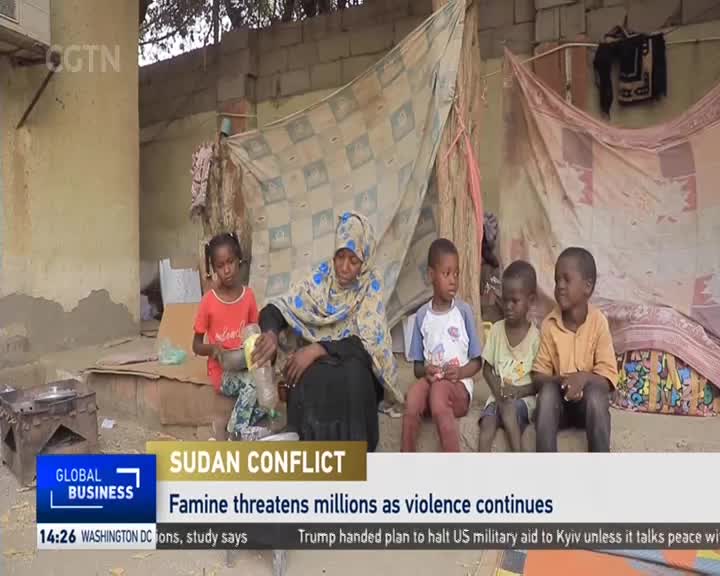 CGTN
SUDAN CONFLICT
GLOBAL BUSINESS
Famine threatens millions as violence continues
14:26 WASHINGTON DC ions, study says Trump handed plan to halt US military aid to Kyiv unless it talks peace wi